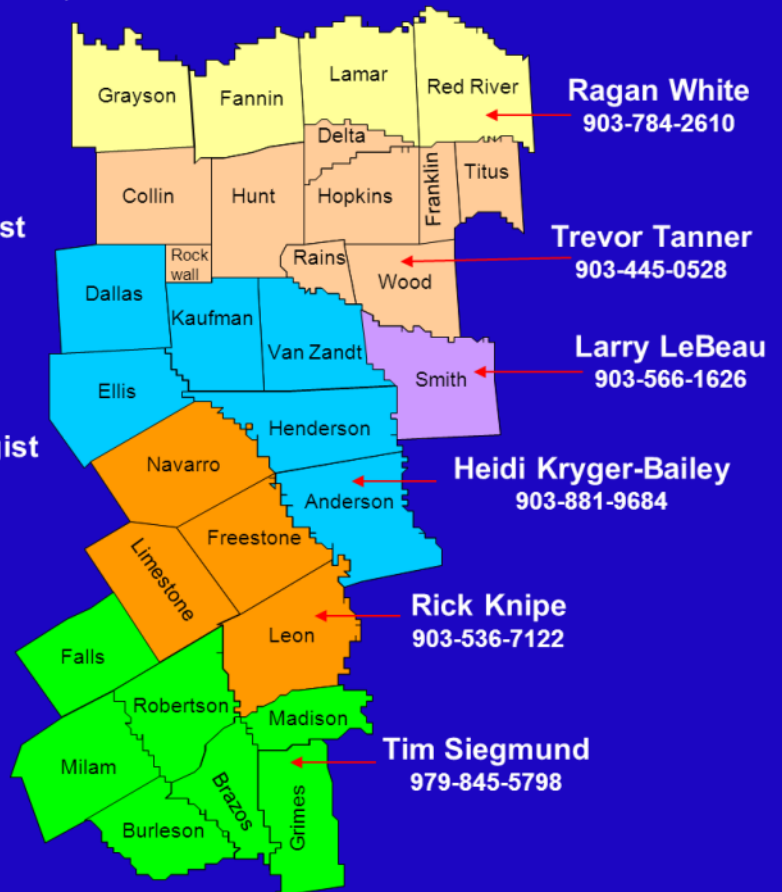 Grayson
Fannin
Lamar
Red River
Ragan White
903-784-2610
Delta
Collin
Hunt
Hopkins
Franklin
Titus
st
Trevor Tanner
903-445-0528
Rock
wall
Rains
Wood
Dallas
Kaufman
Van Zandt
Larry LeBeau
903-566-1626
Smith
Ellis
Henderson
gist
Navarro
Heidi Kryger-Bailey
903-881-9684
Anderson
Freestone
Limestone
Rick Knipe
903-536-7122
Leon
Falls
Robertson
Madison
Tim Siegmund
979-845-5798
Milam
Brazos
Grimes
Burleson